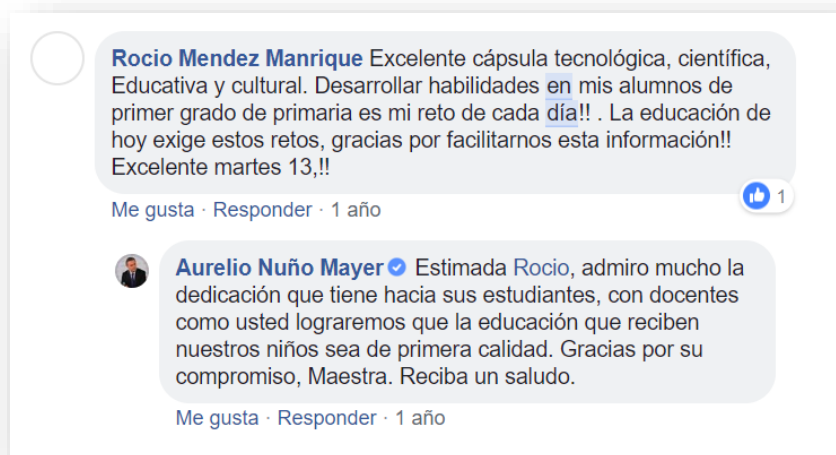 Rocio Mendez Manrique Excelente cápsula tecnológica, científica,
Educativa y cultural. Desarrollar habilidades en mis alumnos de
primer grado de primaria es mi reto de cada día!! . La educación de
hoy exige estos retos, gracias por facilitarnos esta información!!
Excelente martes 13,!!
1
Me gusta · Responder · 1 año
Aurelio Nuño Mayer Estimada Rocio, admiro mucho la
dedicación que tiene hacia sus estudiantes, con docentes
como usted lograremos que la educación que reciben
nuestros niños sea de primera calidad. Gracias por su
compromiso, Maestra. Reciba un saludo.
Me gusta · Responder · 1 año